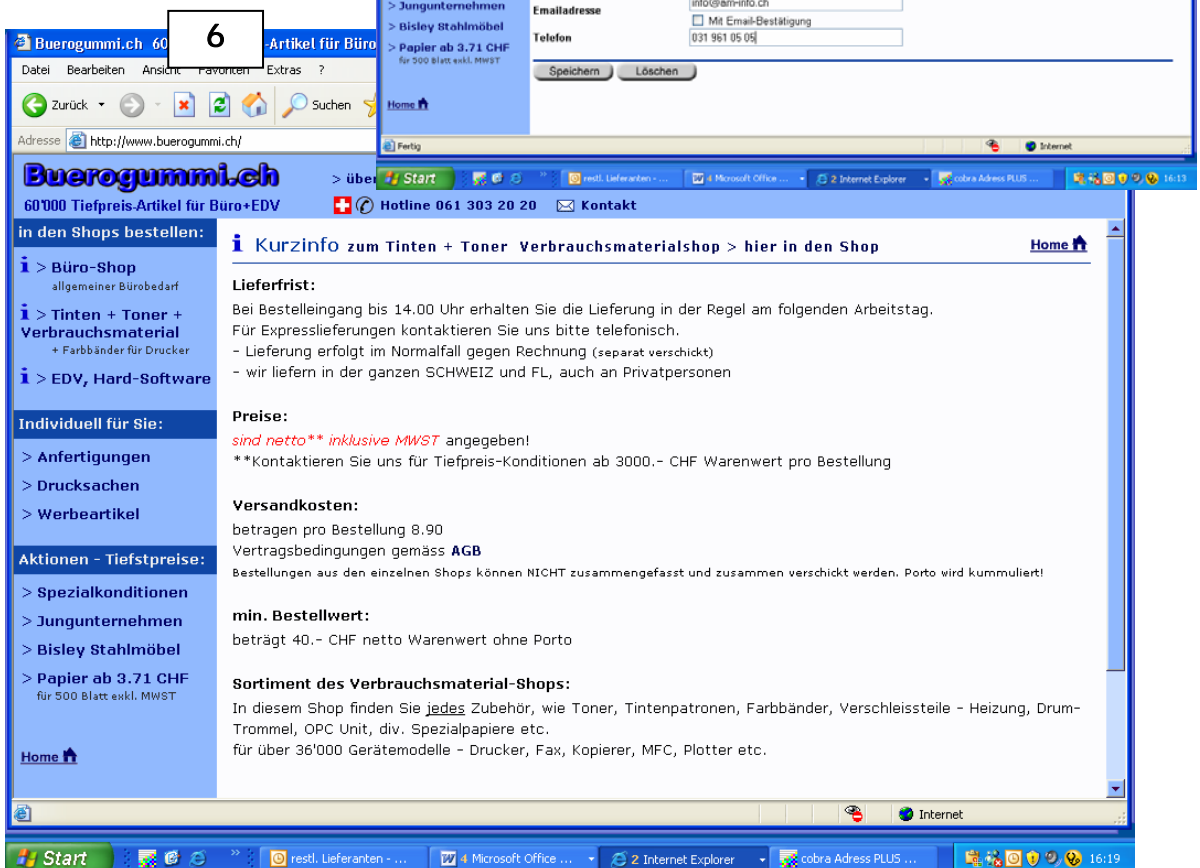 > Jungunternehmen
> Bisley Stahlmöbel
> Papier ab 3.71 CHF
für 500 Blatt exkl. MWST
Home
Emailadresse
info@am-info.ch
Mit Email-Bestätigung
Telefon
031 961 05 05
Speichern
Löschen
Fertig
Internet
Start
restl. Lieferanten - ...
4 Microsoft Office ...
2 Internet Explorer
cobra Adress PLUS ...
16:13
6
Buerogummi.ch 60
-Artikel für Büro
Datei Bearbeiten Ansicht Favoriten Extras ?
Zurück
Suchen
Adresse http://www.buerogummi.ch/
Buerogummi.ch
> über
60'000 Tiefpreis-Artikel für Büro+EDV
Hotline 061 303 20 20
Kontakt
in den Shops bestellen:
i > Büro-Shop
allgemeiner Bürobedarf
i > Tinten + Toner +
Verbrauchsmaterial
+ Farbbänder für Drucker
i > EDV, Hard-Software
Individuell für Sie:
> Anfertigungen
> Drucksachen
> Werbeartikel
Aktionen - Tiefstpreise:
> Spezialkonditionen
> Jungunternehmen
> Bisley Stahlmöbel
> Papier ab 3.71 CHF
für 500 Blatt exkl. MWST
Home
i Kurzinfo zum Tinten + Toner Verbrauchsmaterialshop > hier in den Shop
Home
Lieferfrist:
Bei Bestelleingang bis 14.00 Uhr erhalten Sie die Lieferung in der Regel am folgenden Arbeitstag.
Für Expresslieferungen kontaktieren Sie uns bitte telefonisch.
- Lieferung erfolgt im Normalfall gegen Rechnung (separat verschickt)
- wir liefern in der ganzen SCHWEIZ und FL, auch an Privatpersonen
Preise:
sind netto** inklusive MWST angegeben!
**Kontaktieren Sie uns für Tiefpreis-Konditionen ab 3000.- CHF Warenwert pro Bestellung
Versandkosten:
betragen pro Bestellung 8.90
Vertragsbedingungen gemäss AGB
Bestellungen aus den einzelnen Shops können NICHT zusammengefasst und zusammen verschickt werden. Porto wird kummuliert!
min. Bestellwert:
beträgt 40.- CHF netto Warenwert ohne Porto
Sortiment des Verbrauchsmaterial-Shops:
In diesem Shop finden Sie jedes Zubehör, wie Toner, Tintenpatronen, Farbbänder, Verschleissteile - Heizung, Drum-
Trommel, OPC Unit, div. Spezialpapiere etc.
für über 36'000 Gerätemodelle - Drucker, Fax, Kopierer, MFC, Plotter etc.
Internet
Start
restl. Lieferanten - ...
4 Microsoft Office ...
2 Internet Explorer
cobra Adress PLUS ...
16:19